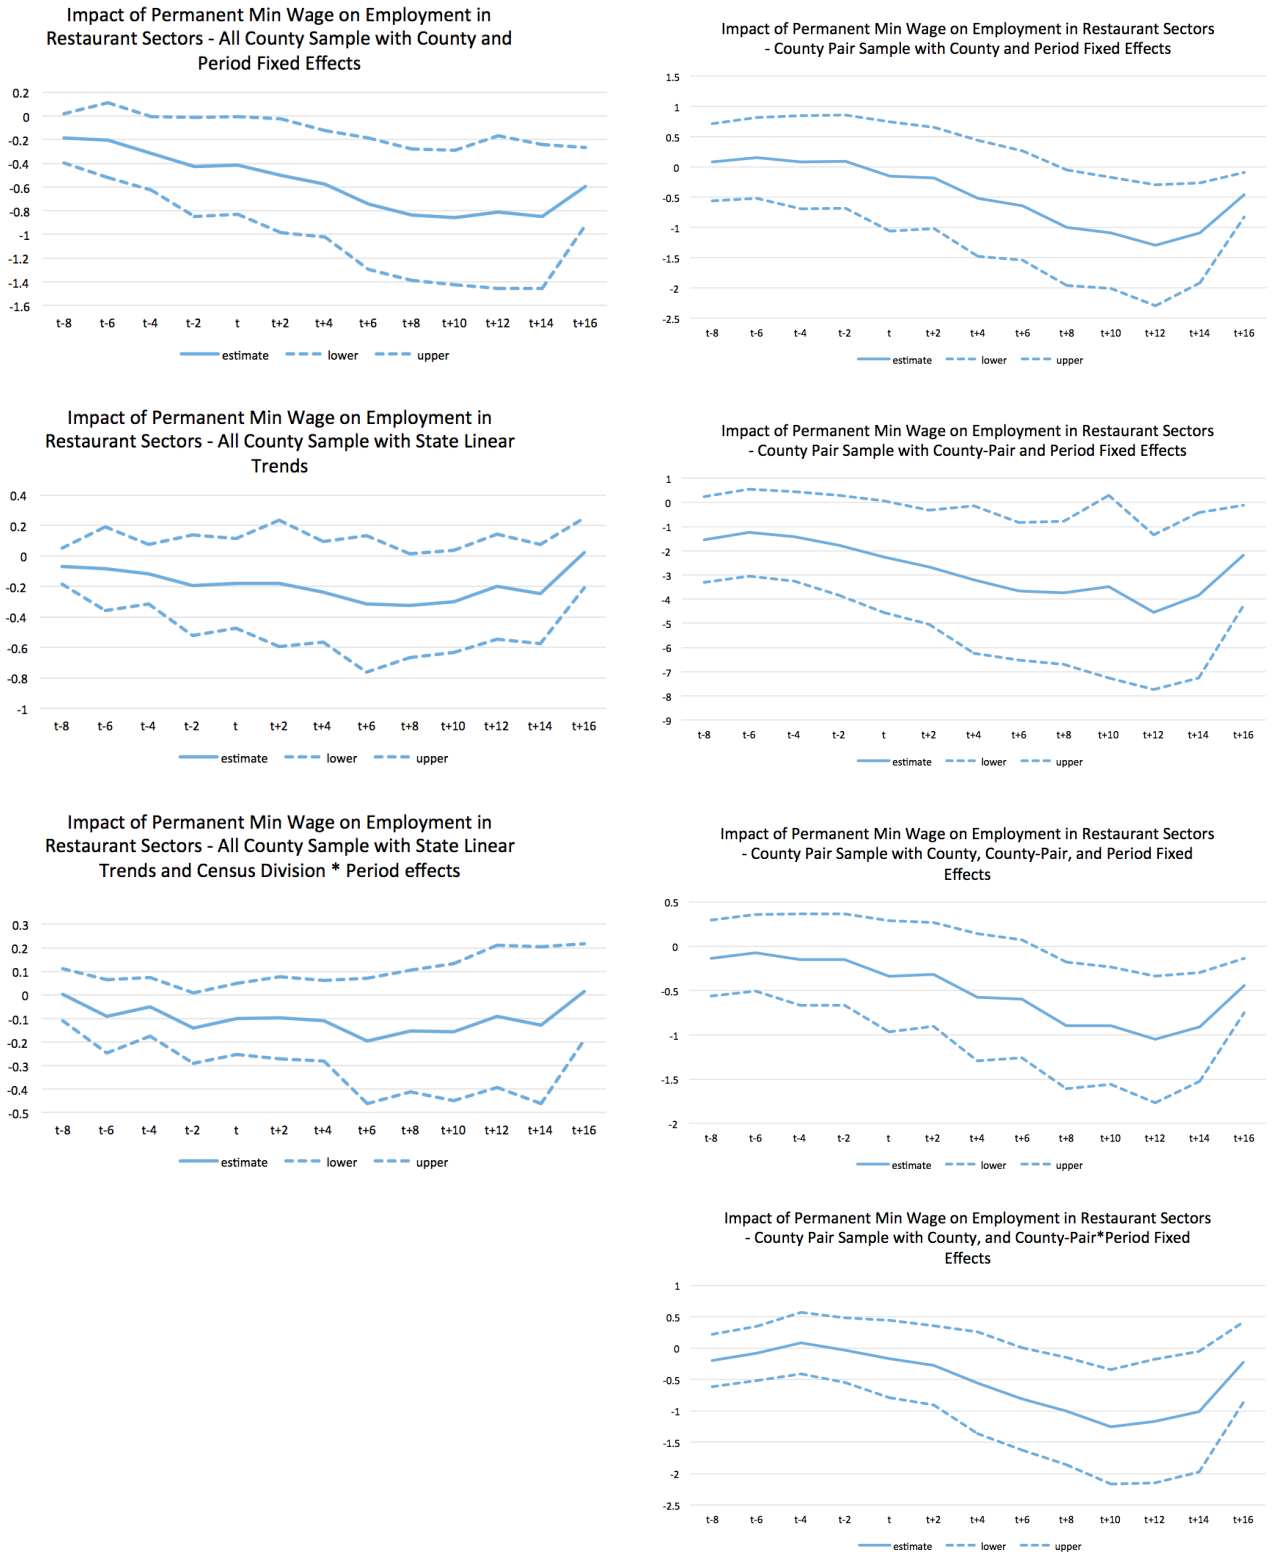 Impact of Permanent Min Wage on Employment in
Restaurant Sectors - All County Sample with County and
Period Fixed Effects
0.2
0
-0.2
-0.4
-0.6
-0.8
-1
-1.2
-1.4
-1.6
t-8 t-6 t-4 t-2 t t+2 t+4 t+6 t+8 t+10 t+12 t+14 t+16
estimate lower upper
Impact of Permanent Min Wage on Employment in Restaurant Sectors
- County Pair Sample with County and Period Fixed Effects
1.5
1
0.5
0
-0.5
-1
-1.5
-2
-2.5
t-8 t-6 t-4 t-2 t t+2 t+4 t+6 t+8 t+10 t+12 t+14 t+16
estimate lower upper
Impact of Permanent Min Wage on Employment in
Restaurant Sectors - All County Sample with State Linear
Trends
0.4
0.2
0
-0.2
-0.4
-0.6
-0.8
-1
t-8 t-6 t-4 t-2 t t+2 t+4 t+6 t+8 t+10 t+12 t+14 t+16
estimate lower upper
Impact of Permanent Min Wage on Employment in Restaurant Sectors
- County Pair Sample with County-Pair and Period Fixed Effects
1
0
-1
-2
-3
-4
-5
-6
-7
-8
-9
t-8 t-6 t-4 t-2 t t+2 t+4 t+6 t+8 t+10 t+12 t+14 t+16
estimate lower upper
Impact of Permanent Min Wage on Employment in
Restaurant Sectors - All County Sample with State Linear
Trends and Census Division * Period effects
0.3
0.2
0.1
0
-0.1
-0.2
-0.3
-0.4
-0.5
t-8 t-6 t-4 t-2 t t+2 t+4 t+6 t+8 t+10 t+12 t+14 t+16
estimate lower upper
Impact of Permanent Min Wage on Employment in Restaurant Sectors
- County Pair Sample with County, County-Pair, and Period Fixed
Effects
0.5
0
-0.5
-1
-1.5
-2
t-8 t-6 t-4 t-2 t t+2 t+4 t+6 t+8 t+10 t+12 t+14 t+16
estimate lower upper
Impact of Permanent Min Wage on Employment in Restaurant Sectors
- County Pair Sample with County, and County-Pair*Period Fixed
Effects
1
0.5
0
-0.5
-1
-1.5
-2
-2.5
t-8 t-6 t-4 t-2 t t+2 t+4 t+6 t+8 t+10 t+12 t+14 t+16
estimate lower upper